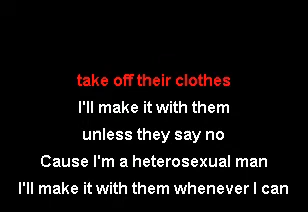 take off their clothes
I'll make it with them
unless they say no
Cause I'm a heterosexual man
I'll make it with them whenever I can